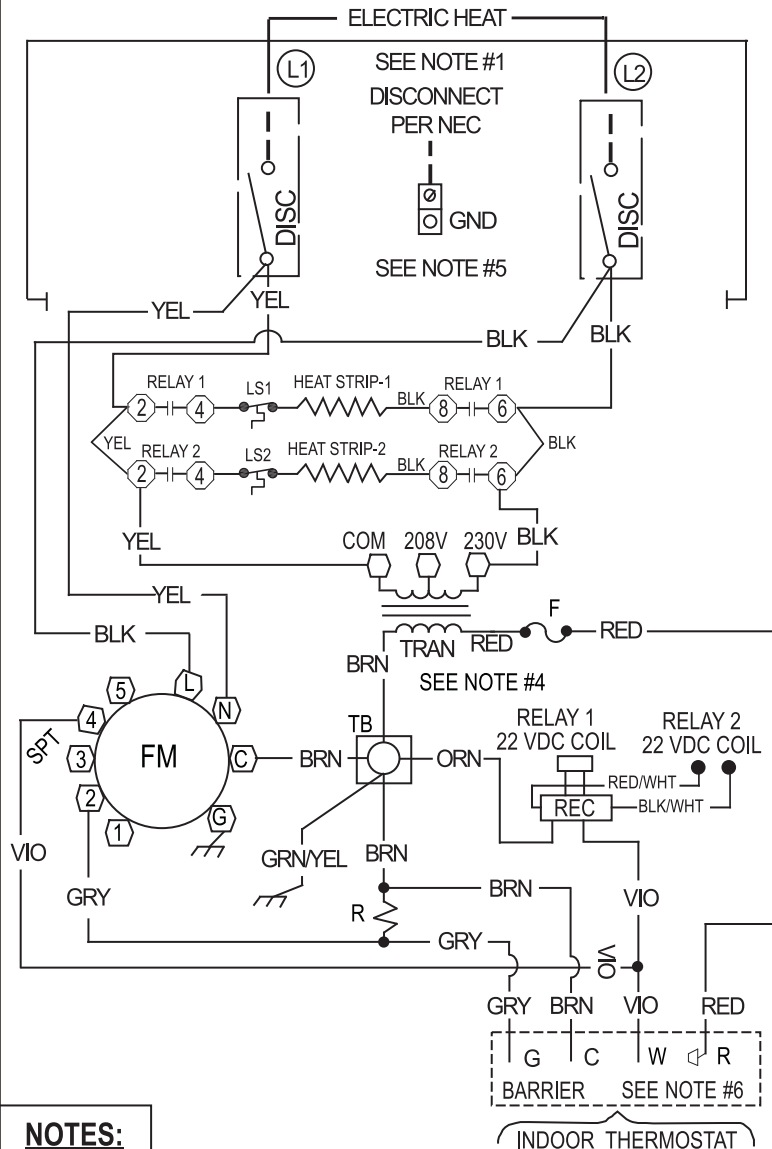 ELECTRIC HEAT
L1
SEE NOTE #1
L2
DISCONNECT
PER NEC
DISC
GND
DISC
SEE NOTE #5
YEL
YEL
BLK
BLK
RELAY 1
LS1
HEAT STRIP-1
BLK
RELAY 1
2
4
8
6
YEL
BLK
RELAY 2
LS2
HEAT STRIP-2
BLK
RELAY 2
2
4
8
6
YEL
COM
208V
230V
BLK
YEL
F
BLK
TRAN
RED
RED
BRN
SEE NOTE #4
5
L
4
N
SPT
3
FM
C
2
1
G
BRN
TB
ORN
RELAY 1
22 VDC COIL
RELAY 2
22 VDC COIL
RED/WHT
REC
BLK/WHT
VIO
GRN/YEL
BRN
GRY
BRN
VIO
R
GRY
VIO
GRY
BRN
VIO
RED
G
C
W
R
BARRIER
SEE NOTE #6
NOTES:
INDOOR THERMOSTAT